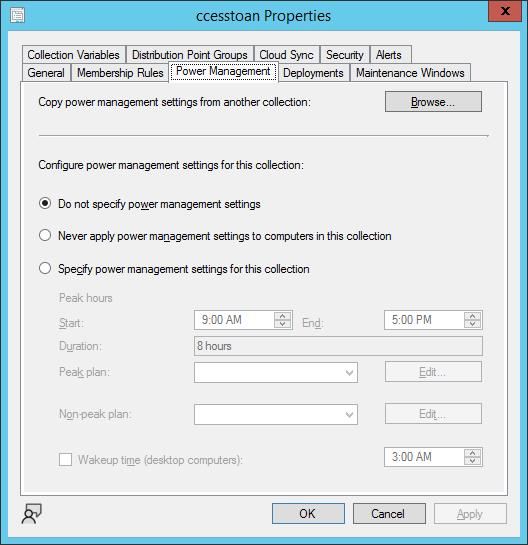 ccesstoan Properties
x
Collection Variables Distribution Point Groups Cloud Sync Security Alerts
General Membership Rules Power Management Deployments Maintenance Windows
Copy power management settings from another collection: Browse...
Configure power management settings for this collection:
Do not specify power management settings
Never apply power management settings to computers in this collection
Specify power management settings for this collection
Peak hours
Start: 9:00 AM End: 5:00 PM
Duration: 8 hours
Peak plan: Edit...
Non-peak plan: Edit...
Wakeup time (desktop computers): 3:00 AM
OK Cancel Apply